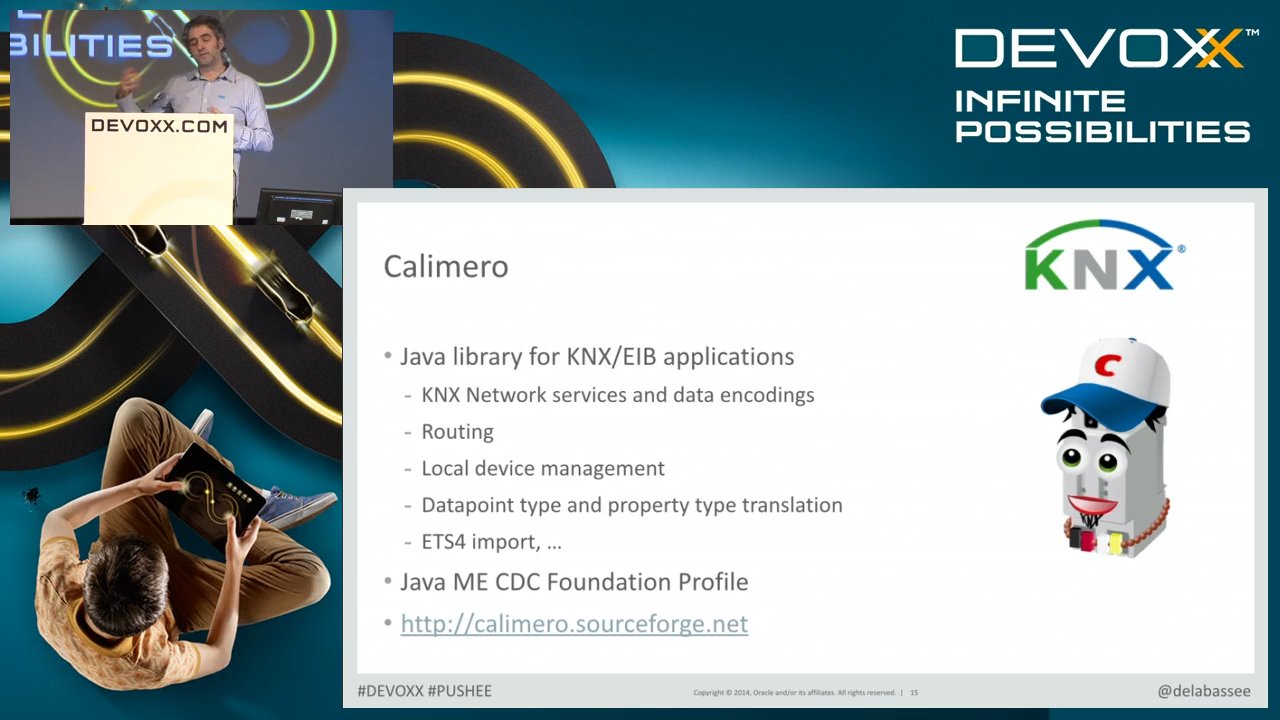 BILITIES
DEVOXX.COM
DEVOXX™
INFINITE
POSSIBILITIES
Calimero
KNX®
C
• Java library for KNX/EIB applications
- KNX Network services and data encodings
- Routing
- Local device management
- Datapoint type and property type translation
- ETS4 import, ...
• Java ME CDC Foundation Profile
• http://calimero.sourceforge.net
#DEVOXX #PUSHEE
Copyright © 2014, Oracle and/or its affiliates. All rights reserved. | 15
@delabassee